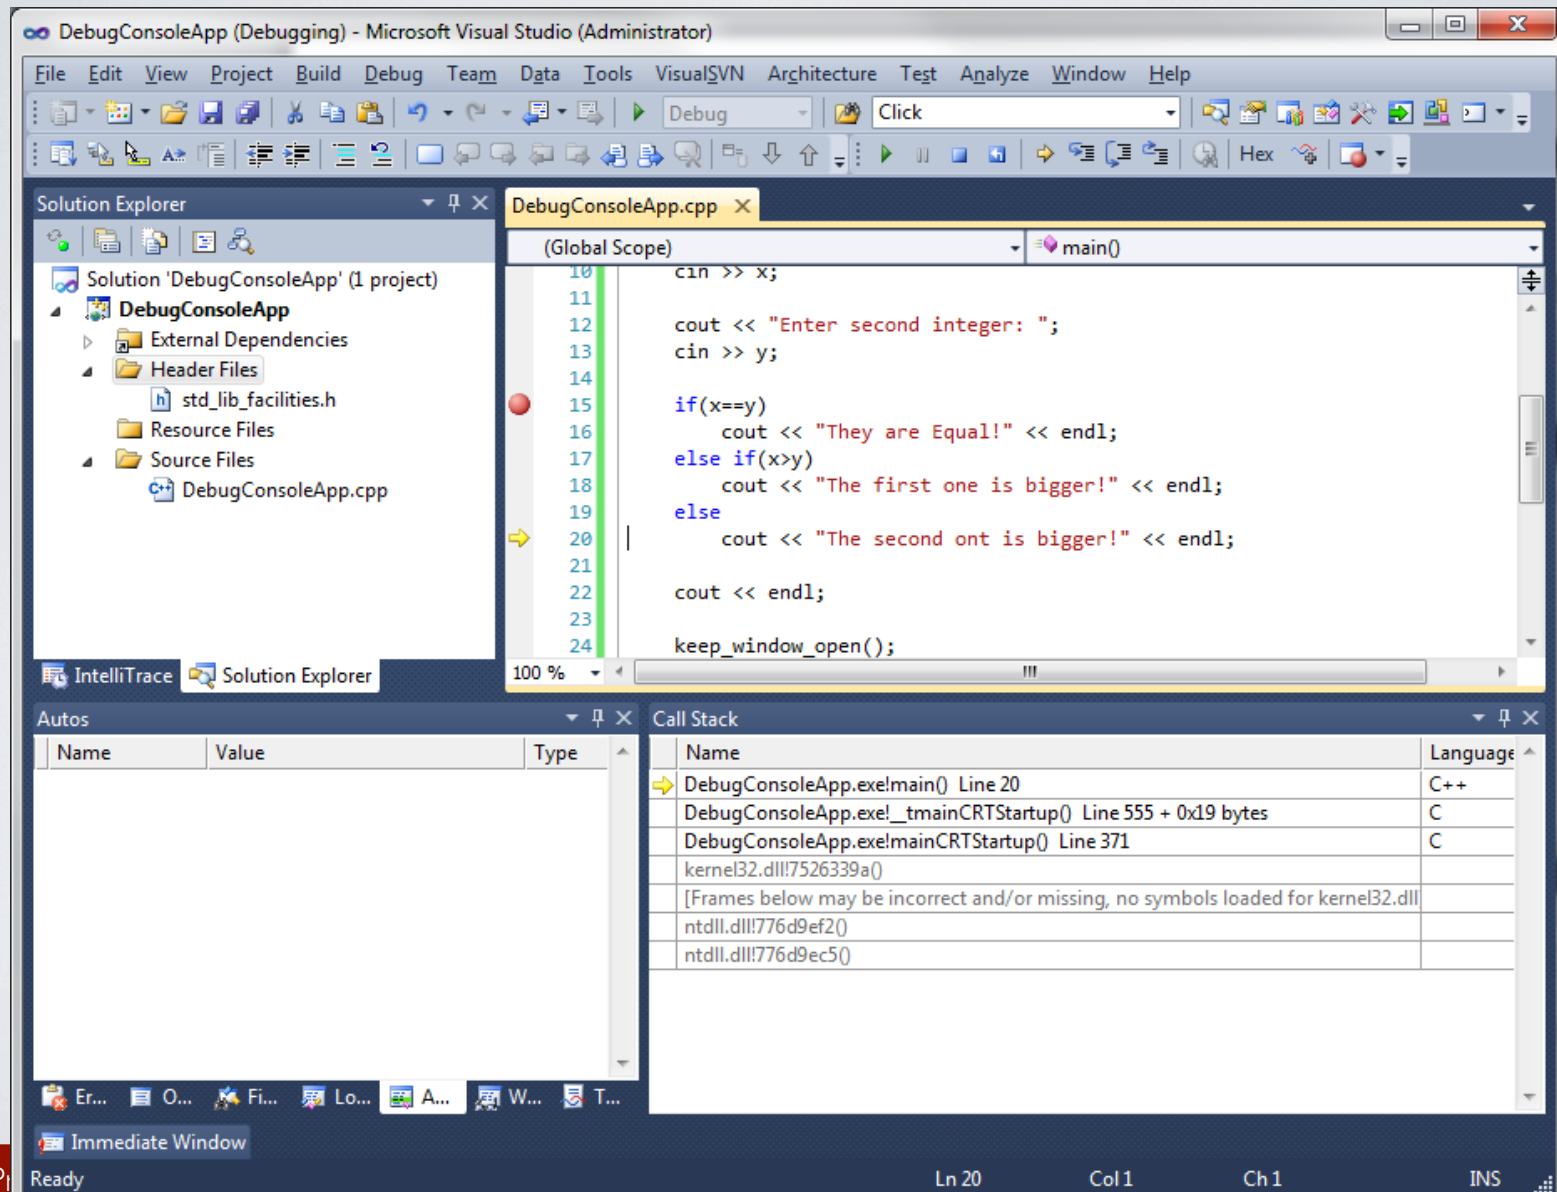 DebugConsoleApp (Debugging) - Microsoft Visual Studio (Administrator)
File Edit View Project Build Debug Team Data Tools VisualSVN Architecture Test Analyze Window Help
Debug Click
Hex
Solution Explorer
Solution 'DebugConsoleApp' (1 project)
DebugConsoleApp
External Dependencies
Header Files
std_lib_facilities.h
Resource Files
Source Files
DebugConsoleApp.cpp
IntelliTrace Solution Explorer
DebugConsoleApp.cpp
(Global Scope) main()
10 cin >> x;
11
12 cout << "Enter second integer: ";
13 cin >> y;
14
15 if(x==y)
16 cout << "They are Equal!" << endl;
17 else if(x>y)
18 cout << "The first one is bigger!" << endl;
19 else
20 cout << "The second ont is bigger!" << endl;
21
22 cout << endl;
23
24 keep_window_open();
100 %
Autos
Name Value Type
Er... O... Fi... Lo... A... W... T...
Call Stack
Name Language
DebugConsoleApp.exe!main() Line 20 C++
DebugConsoleApp.exe!__tmainCRTStartup() Line 555 + 0x19 bytes C
DebugConsoleApp.exe!mainCRTStartup() Line 371 C
kernel32.dll!7526339a()
[Frames below may be incorrect and/or missing, no symbols loaded for kernel32.dll
ntdll.dll!776d9ef2()
ntdll.dll!776d9ec5()
Immediate Window
Ready Ln 20 Col 1 Ch 1 INS